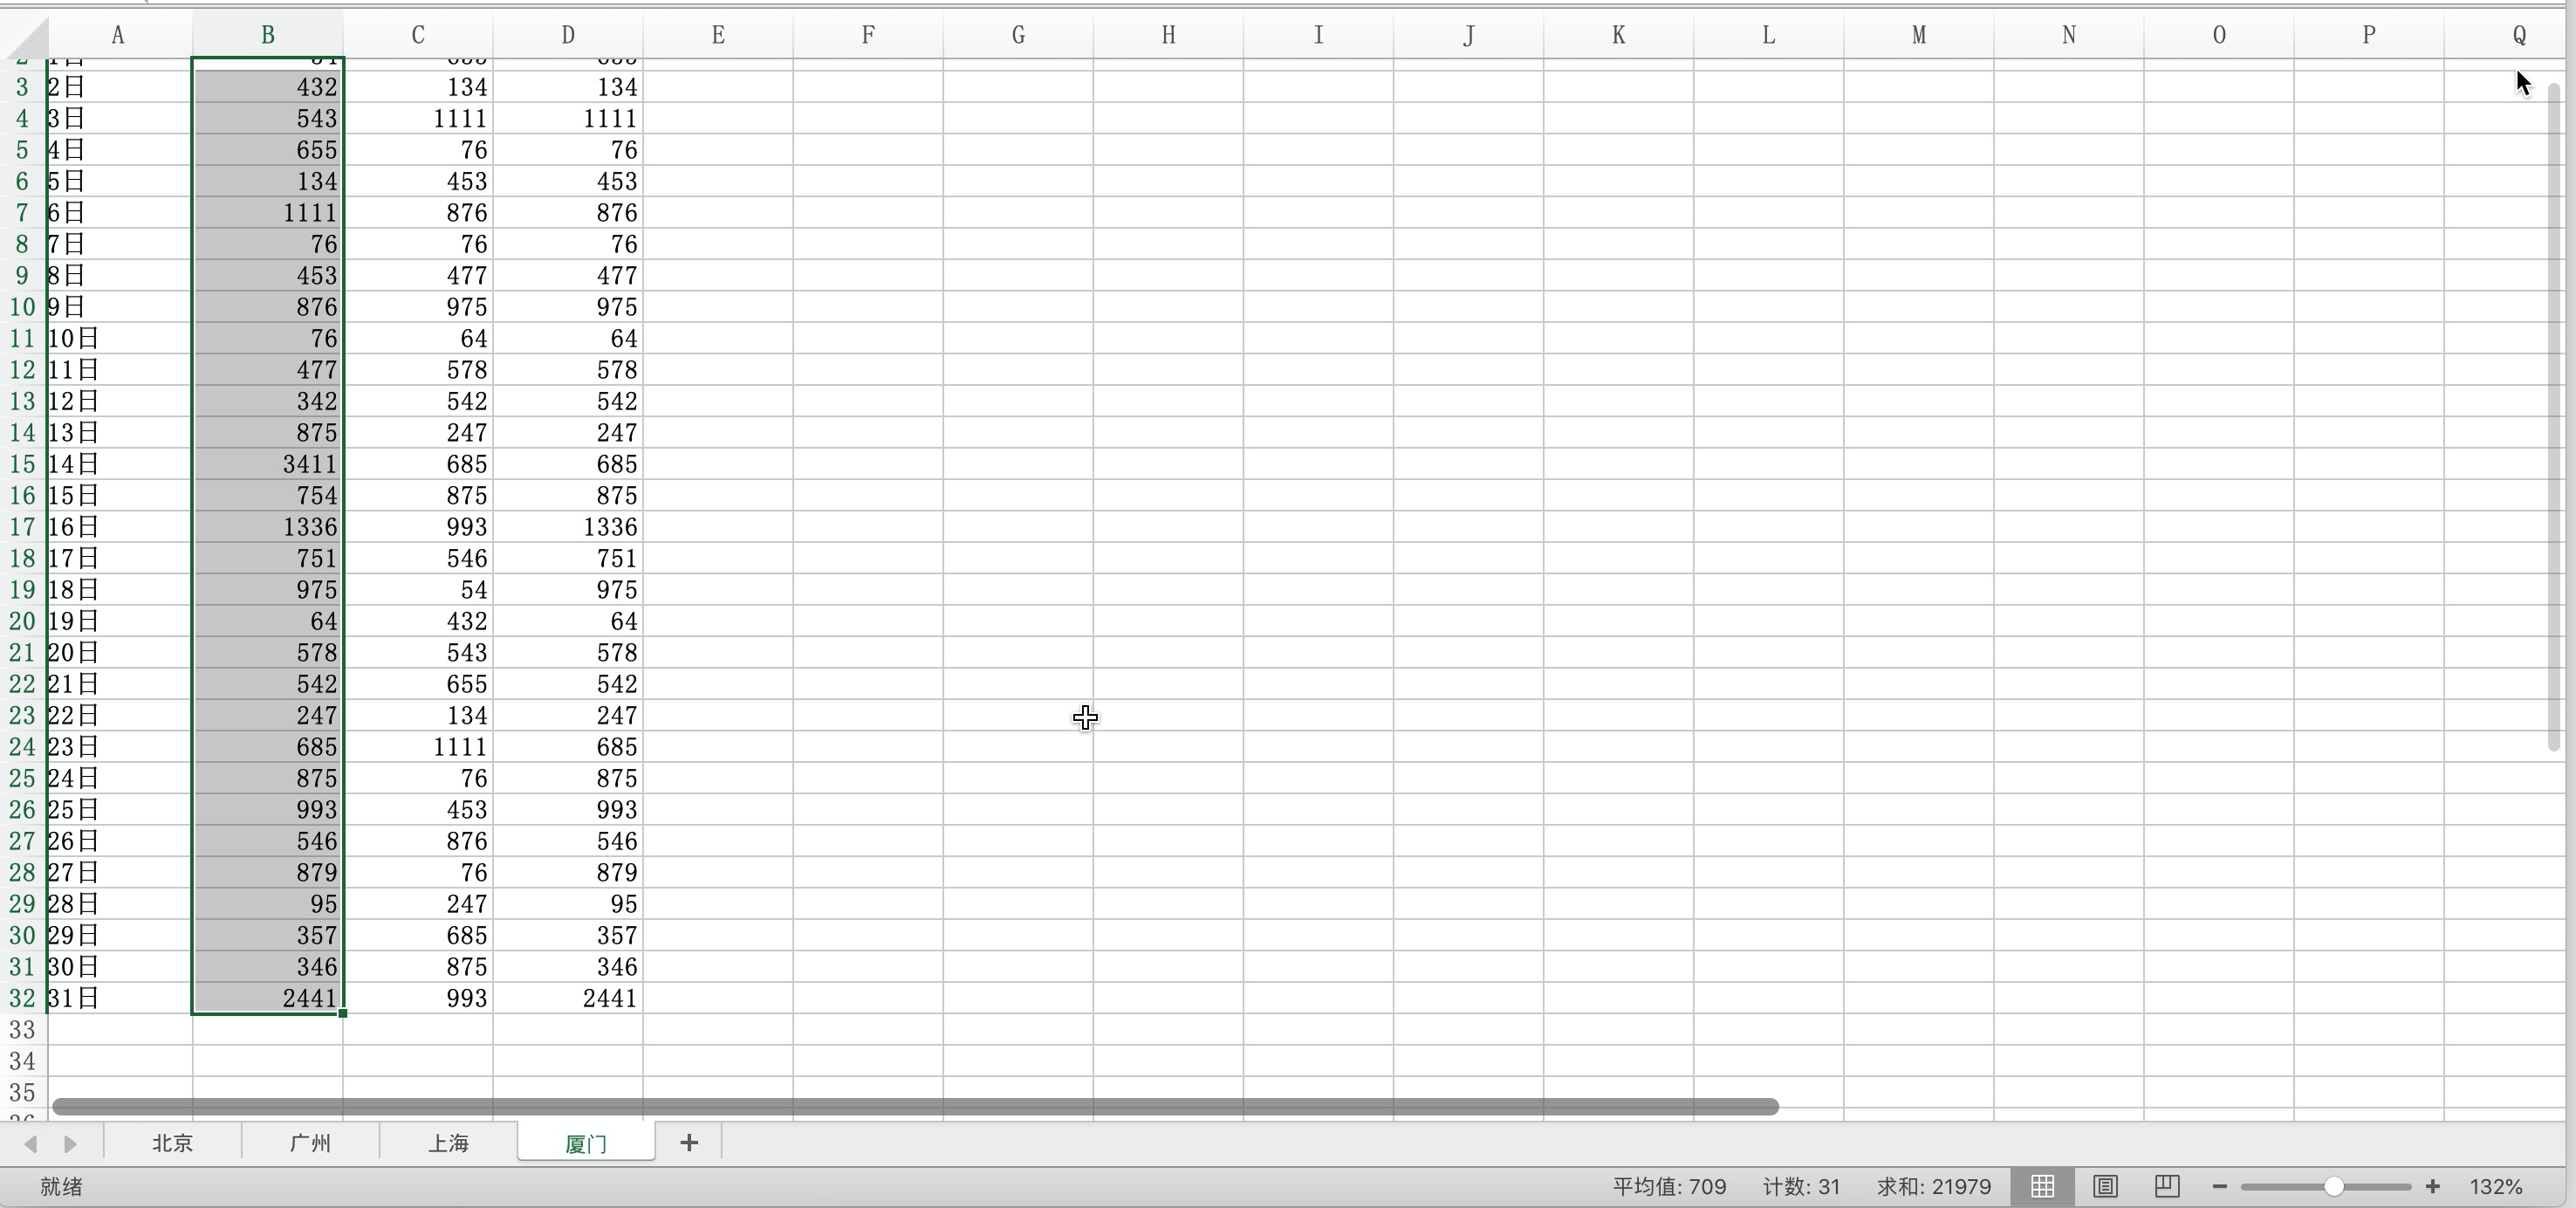 A B C D E F G H I J K L M N O P Q
3 2日 432 134 134
4 3日 543 1111 1111
5 4日 655 76 76
6 5日 134 453 453
7 6日 1111 876 876
8 7日 76 76 76
9 8日 453 477 477
10 9日 876 975 975
11 10日 76 64 64
12 11日 477 578 578
13 12日 342 542 542
14 13日 875 247 247
15 14日 3411 685 685
16 15日 754 875 875
17 16日 1336 993 1336
18 17日 751 546 751
19 18日 975 54 975
20 19日 64 432 64
21 20日 578 543 578
22 21日 542 655 542
23 22日 247 134 247
24 23日 685 1111 685
25 24日 875 76 875
26 25日 993 453 993
27 26日 546 876 546
28 27日 879 76 879
29 28日 95 247 95
30 29日 357 685 357
31 30日 346 875 346
32 31日 2441 993 2441
33
34
35
北京 广州 上海 厦门 +
就绪 平均值: 709 计数: 31 求和: 21979 132%